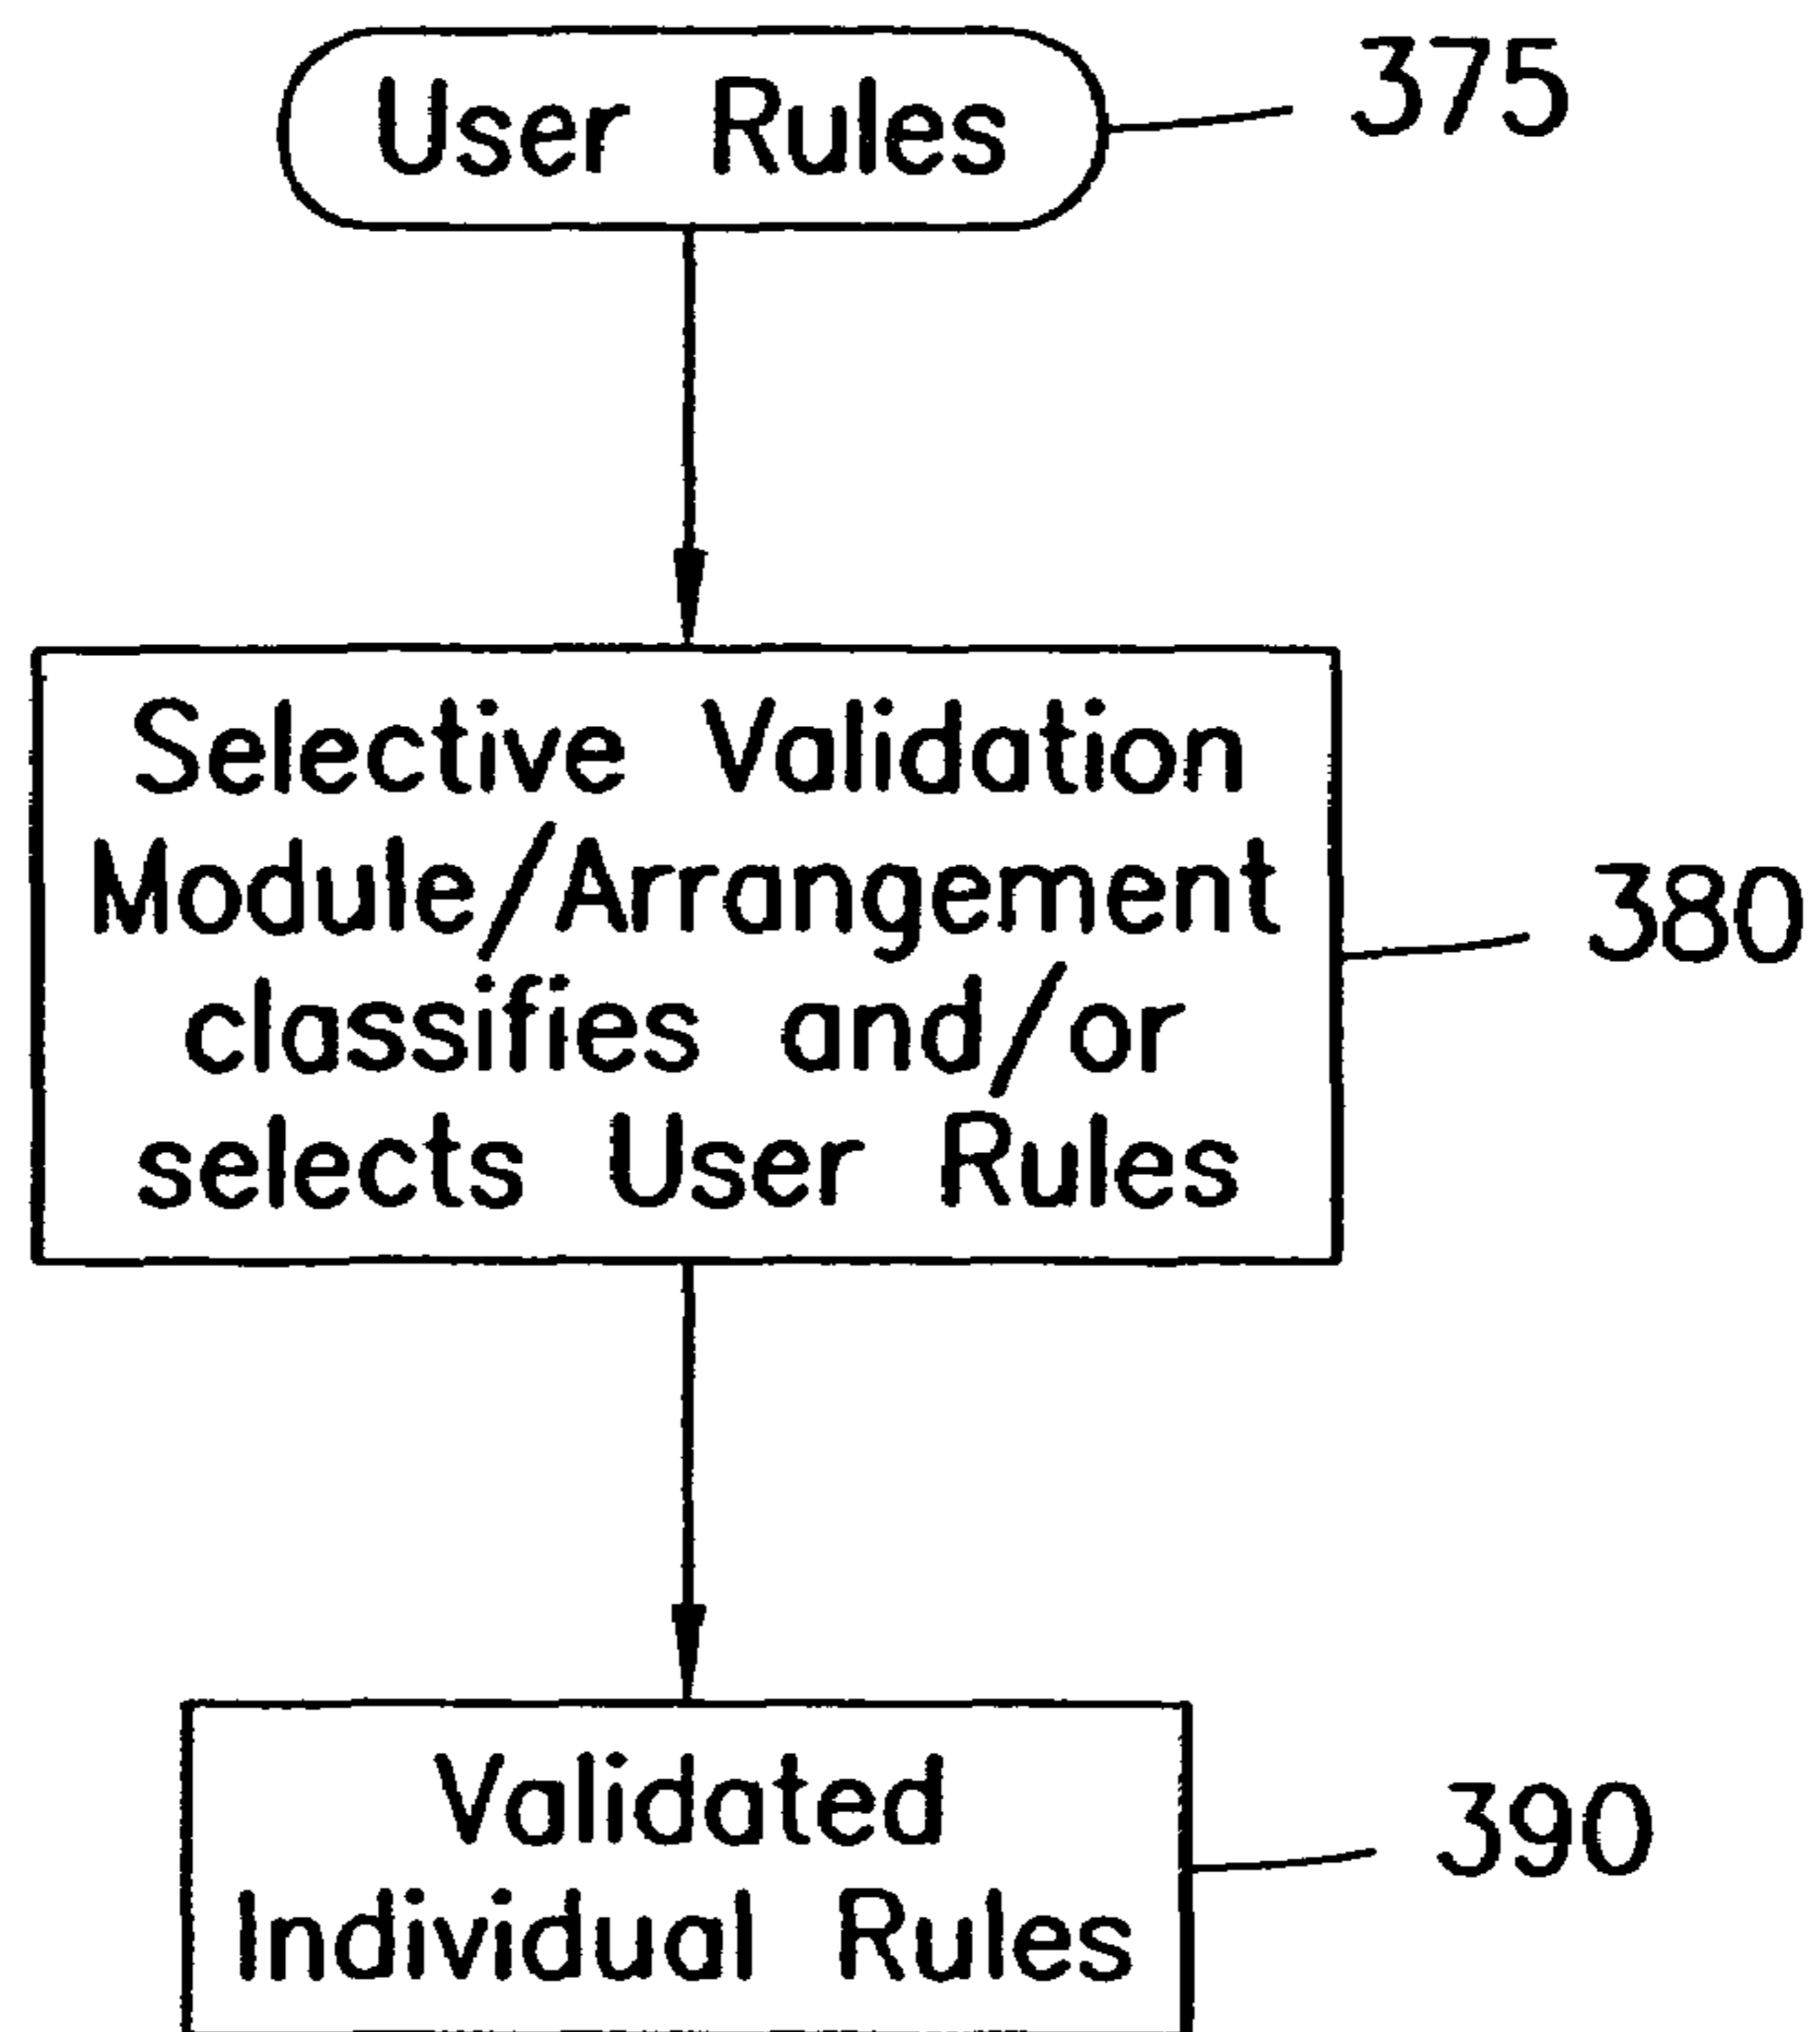 User Rules
375
Selective Validation
Module/Arrangement
classifies and/or
selects User Rules
380
Validated
Individual Rules
390